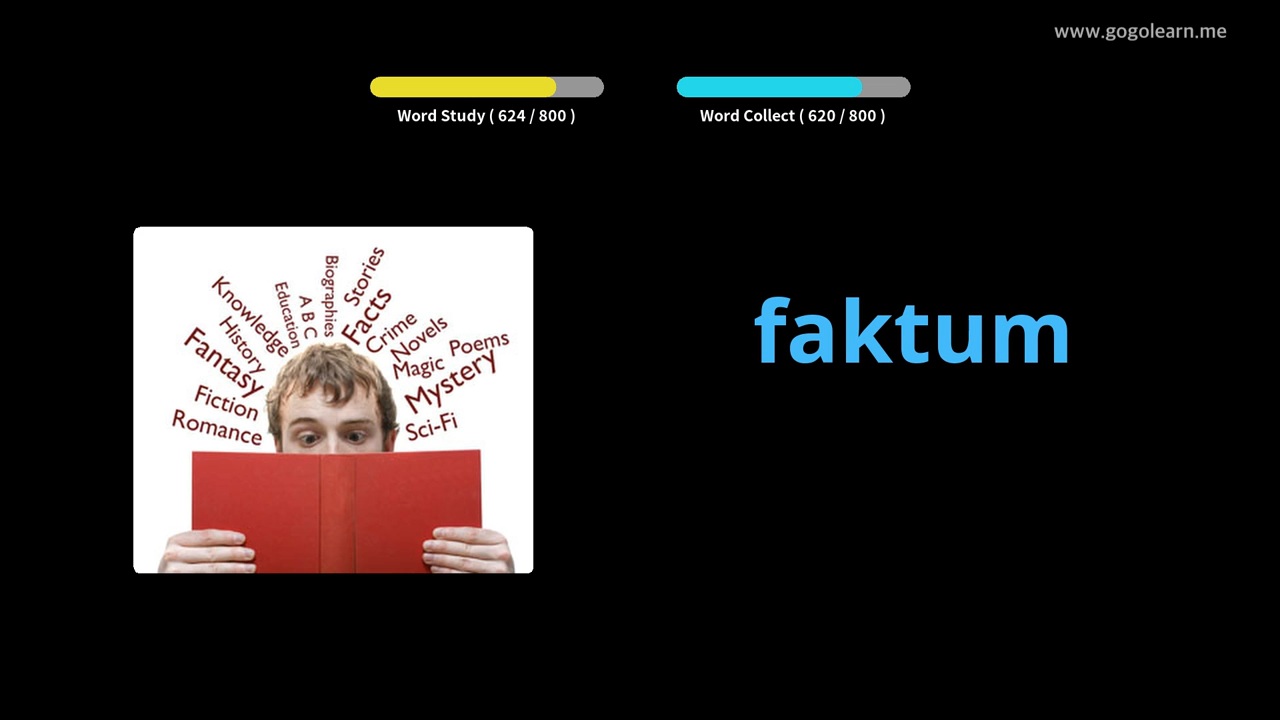 www.gogolearn.me
Word Study ( 624 / 800 )
Word Collect ( 620 / 800 )
faktum
Romance
Fiction
Fantasy
History
Knowledge
Education
A B C
Biographies
Stories
Facts
Crime
Novels
Magic
Poems
Mystery
Sci-Fi